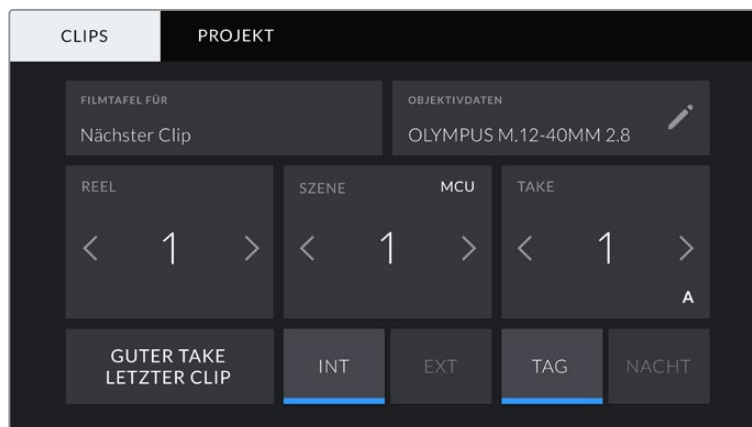 CLIPS PROJEKT
FILMTAFEL FÜR
Nächster Clip
OBJEKTIVDATEN
OLYMPUS M.12-40MM 2.8
REEL
1
SZENE MCU
1
TAKE
1
A
GUTER TAKE
LETZTER CLIP
INT
EXT
TAG
NACHT